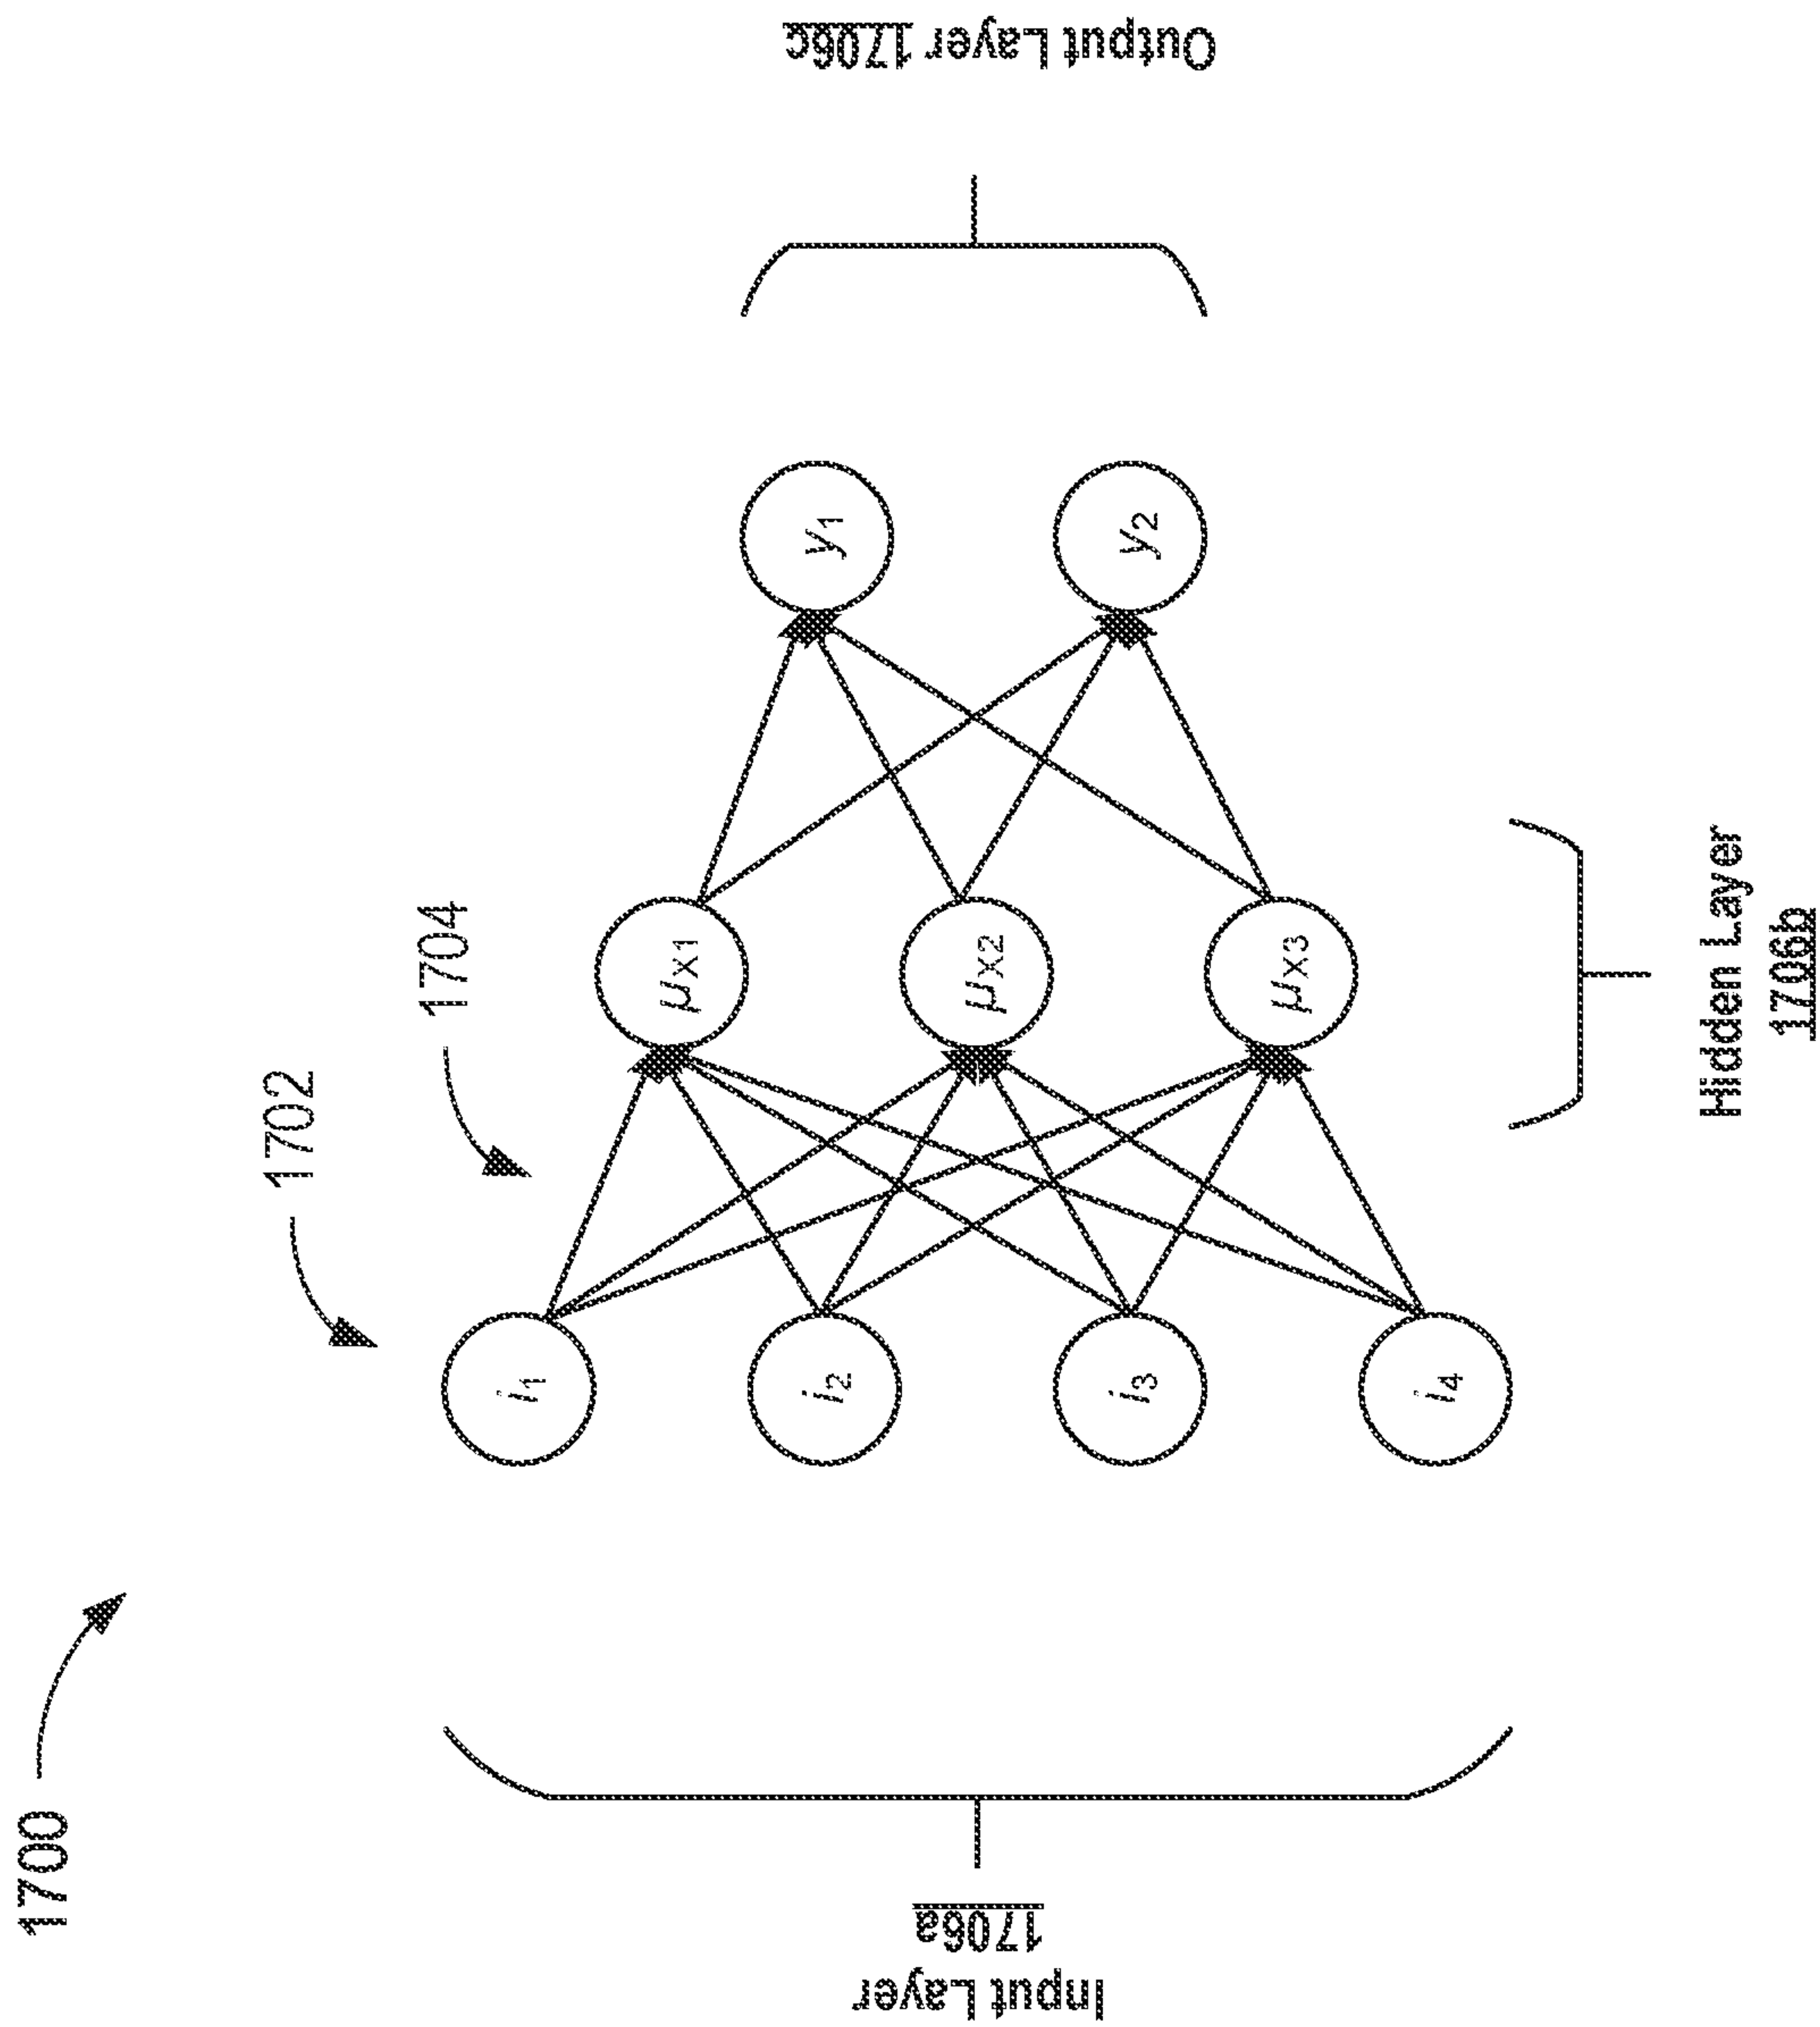 1700
1702
1704
i1
i2
i3
i4
μx1
μx2
μx3
y1
y2
Input Layer
1706a
Hidden Layer
1706b
Output Layer 1706c